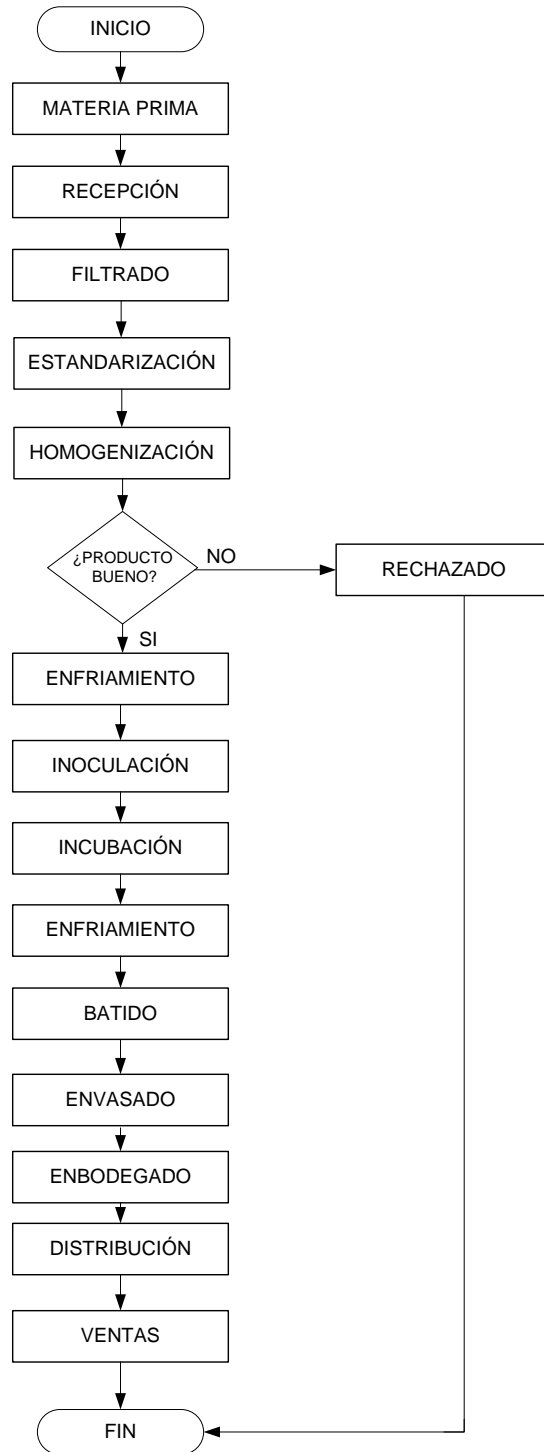 INICIO
MATERIA PRIMA
RECEPCIÓN
FILTRADO
ESTANDARIZACIÓN
HOMOGENIZACIÓN
¿PRODUCTO
BUENO?
NO
RECHAZADO
SI
ENFRIAMIENTO
INOCULACIÓN
INCUBACIÓN
ENFRIAMIENTO
BATIDO
ENVASADO
ENBODEGADO
DISTRIBUCIÓN
VENTAS
FIN